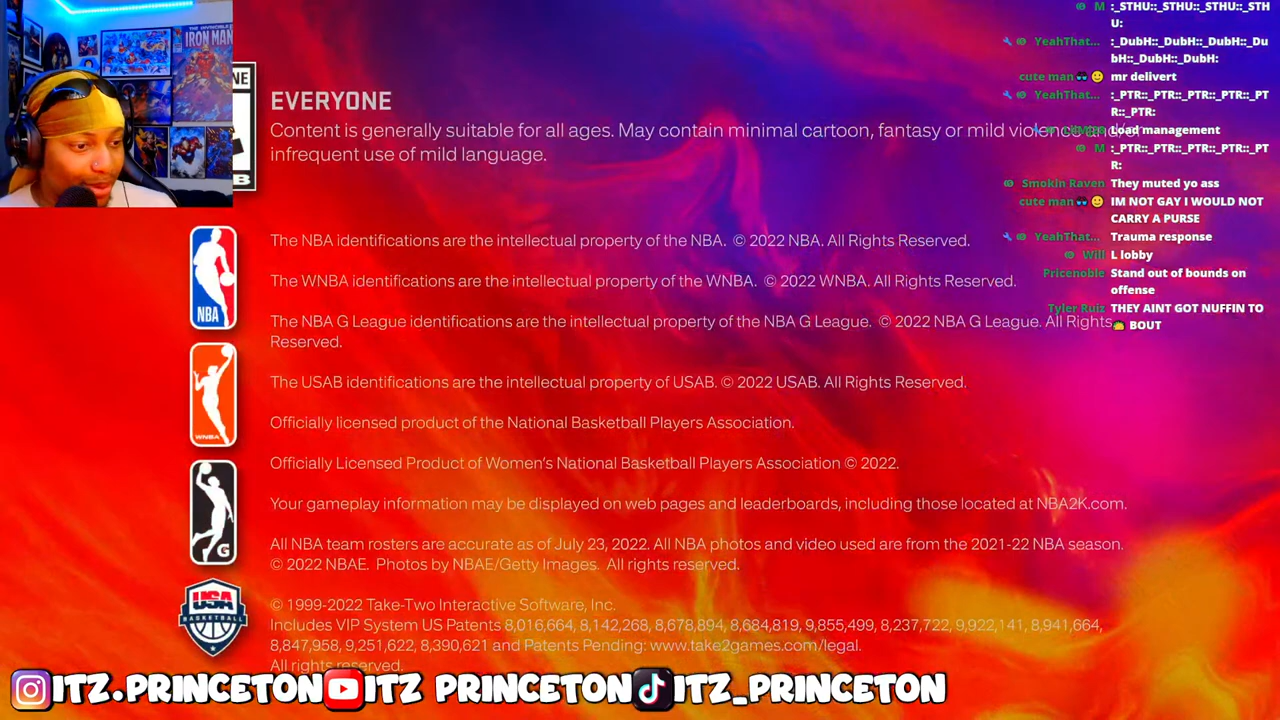 IRON MAN
NE
B
EVERYONE
Content is generally suitable for all ages. May contain minimal cartoon, fantasy or mild violence and/or
infrequent use of mild language.
The NBA identifications are the intellectual property of the NBA. © 2022 NBA. All Rights Reserved.
NBA
The WNBA identifications are the intellectual property of the WNBA. © 2022 WNBA. All Rights Reserved.
The NBA G League identifications are the intellectual property of the NBA G League. © 2022 NBA G League. All Rights
Reserved.
The USAB identifications are the intellectual property of USAB. © 2022 USAB. All Rights Reserved.
WNBA
Officially licensed product of the National Basketball Players Association.
Officially Licensed Product of Women's National Basketball Players Association © 2022.
Your gameplay information may be displayed on web pages and leaderboards, including those located at NBA2K.com.
G
All NBA team rosters are accurate as of July 23, 2022. All NBA photos and video used are from the 2021-22 NBA season.
© 2022 NBAE. Photos by NBAE/Getty Images. All rights reserved.
USA
BASKETBALL
© 1999-2022 Take-Two Interactive Software, Inc.
Includes VIP System US Patents 8,016,664, 8,142,268, 8,678,894, 8,684,819, 9,855,499, 8,237,722, 9,922,141, 8,941,664,
8,847,958, 9,251,622, 8,390,621 and Patents Pending: www.take2games.com/legal.
All rights reserved.
M :_STHU::_STHU::_STHU::_STH
U:
YeahThat... :_DubH::_DubH::_DubH::_Du
bH::_DubH::_DubH:
cute man mr delivert
YeahThat... :_PTR::_PTR::_PTR::_PTR::_PT
R::_PTR:
Load management
M :_PTR::_PTR::_PTR::_PTR::_PT
R:
Smokin Raven They muted yo ass
cute man IM NOT GAY I WOULD NOT
CARRY A PURSE
YeahThat... Trauma response
Will L lobby
Pricenoble Stand out of bounds on
offense
Tyler Ruiz THEY AINT GOT NUFFIN TO
BOUT
ITZ.PRINCETON ITZ PRINCETON ITZ_PRINCETON